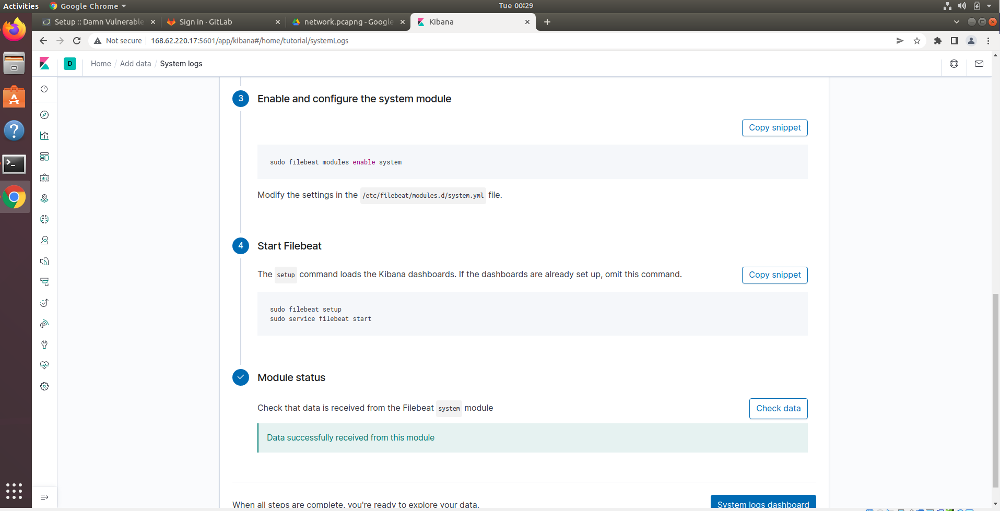 Activities
Google Chrome
Tue 00:29
Setup :: Damn Vulnerable
Sign in · GitLab
network.pcapng - Google
Kibana
Not secure
168.62.220.17:5601/app/kibana#/home/tutorial/systemLogs
D
Home / Add data / System logs
3
Enable and configure the system module
Copy snippet
sudo filebeat modules enable system
Modify the settings in the /etc/filebeat/modules.d/system.yml file.
4
Start Filebeat
The setup command loads the Kibana dashboards. If the dashboards are already set up, omit this command.
Copy snippet
sudo filebeat setup
sudo service filebeat start
Module status
Check that data is received from the Filebeat system module
Check data
Data successfully received from this module
When all steps are complete, you're ready to explore your data.
System logs dashboard